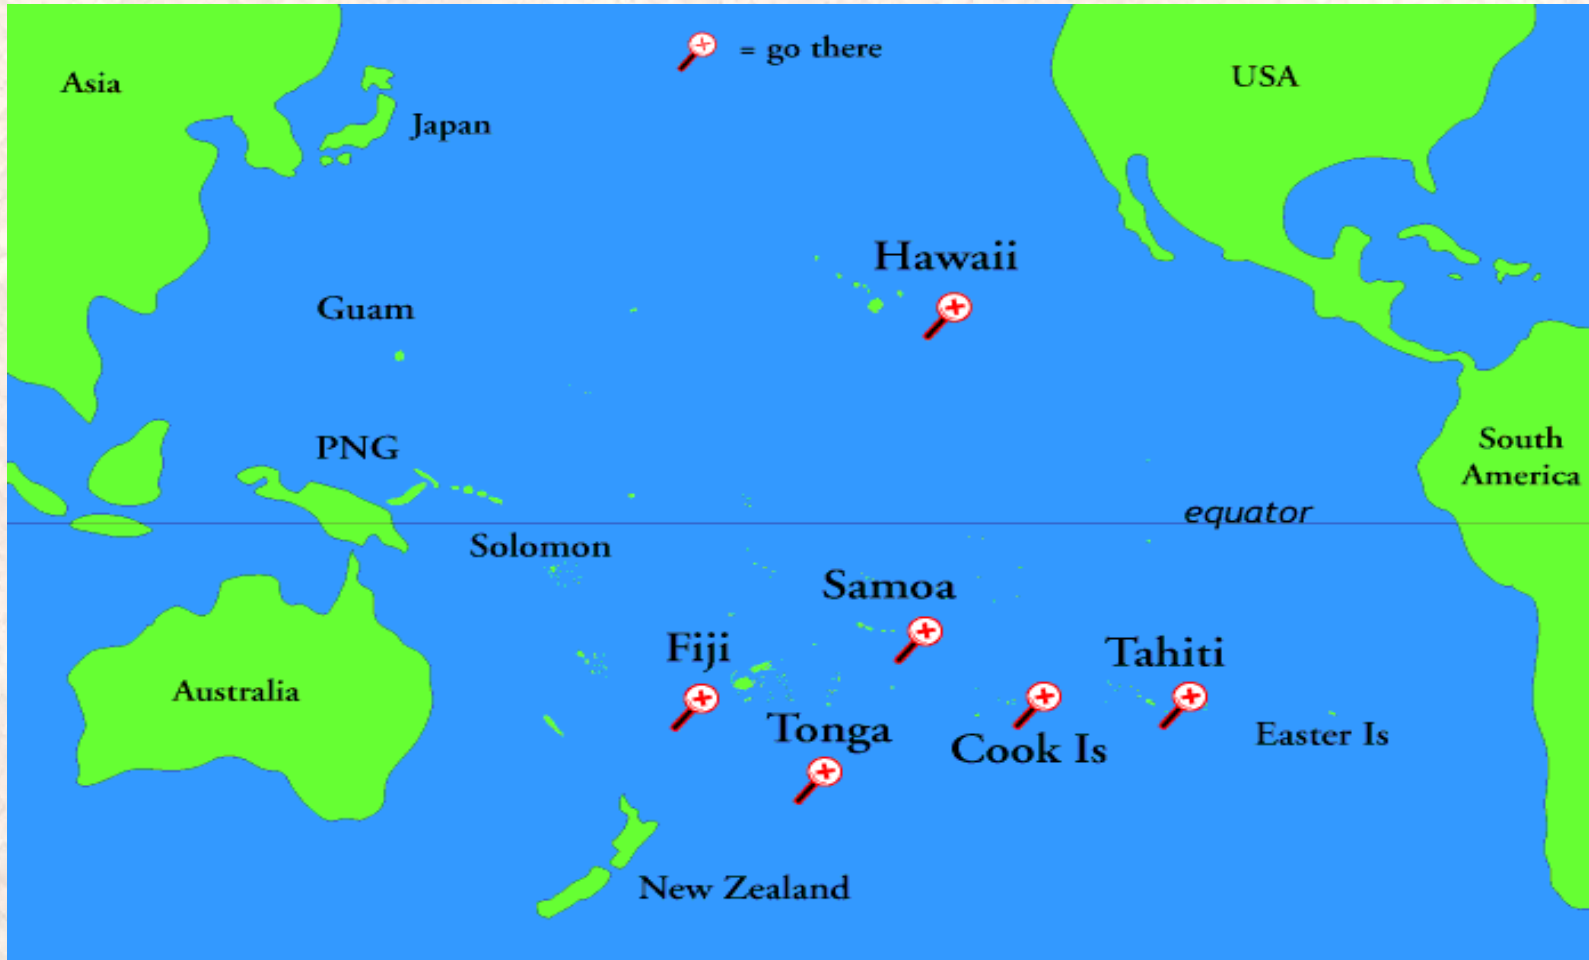 = go there
Asia
USA
Japan
Hawaii
Guam
PNG
South
America
equator
Solomon
Samoa
Fiji
Tahiti
Australia
Tonga
Cook Is
Easter Is
New Zealand